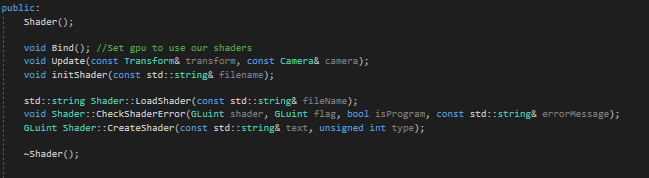 public:
Shader();
void Bind(); //Set gpu to use our shaders
void Update(const Transform& transform, const Camera& camera);
void initShader(const std::string& filename);
std::string Shader::LoadShader(const std::string& fileName);
void Shader::CheckShaderError(GLuint shader, GLuint flag, bool isProgram, const std::string& errorMessage);
GLuint Shader::CreateShader(const std::string& text, unsigned int type);
~Shader();